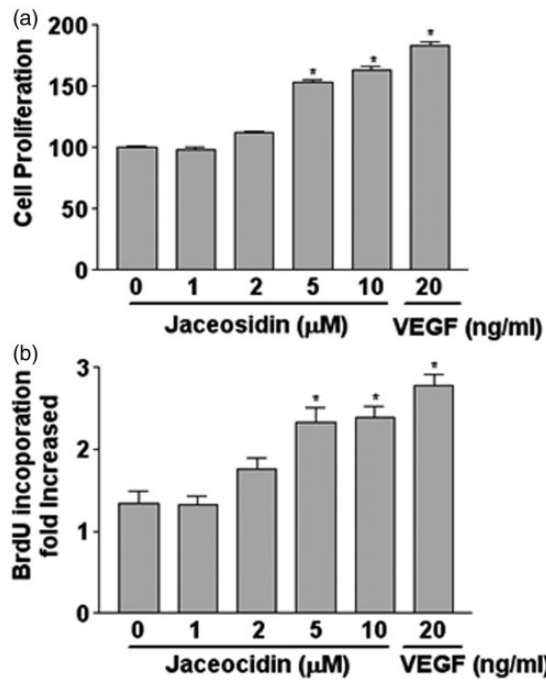 (a)
Cell Proliferation
200
150
100
50
0
* * *
0 1 2 5 10 20
Jaceosidin (µM) VEGF (ng/ml)
(b)
BrdU incoporation
fold Increased
3
2
1
0
* * *
0 1 2 5 10 20
Jaceocidin (µM) VEGF (ng/ml)